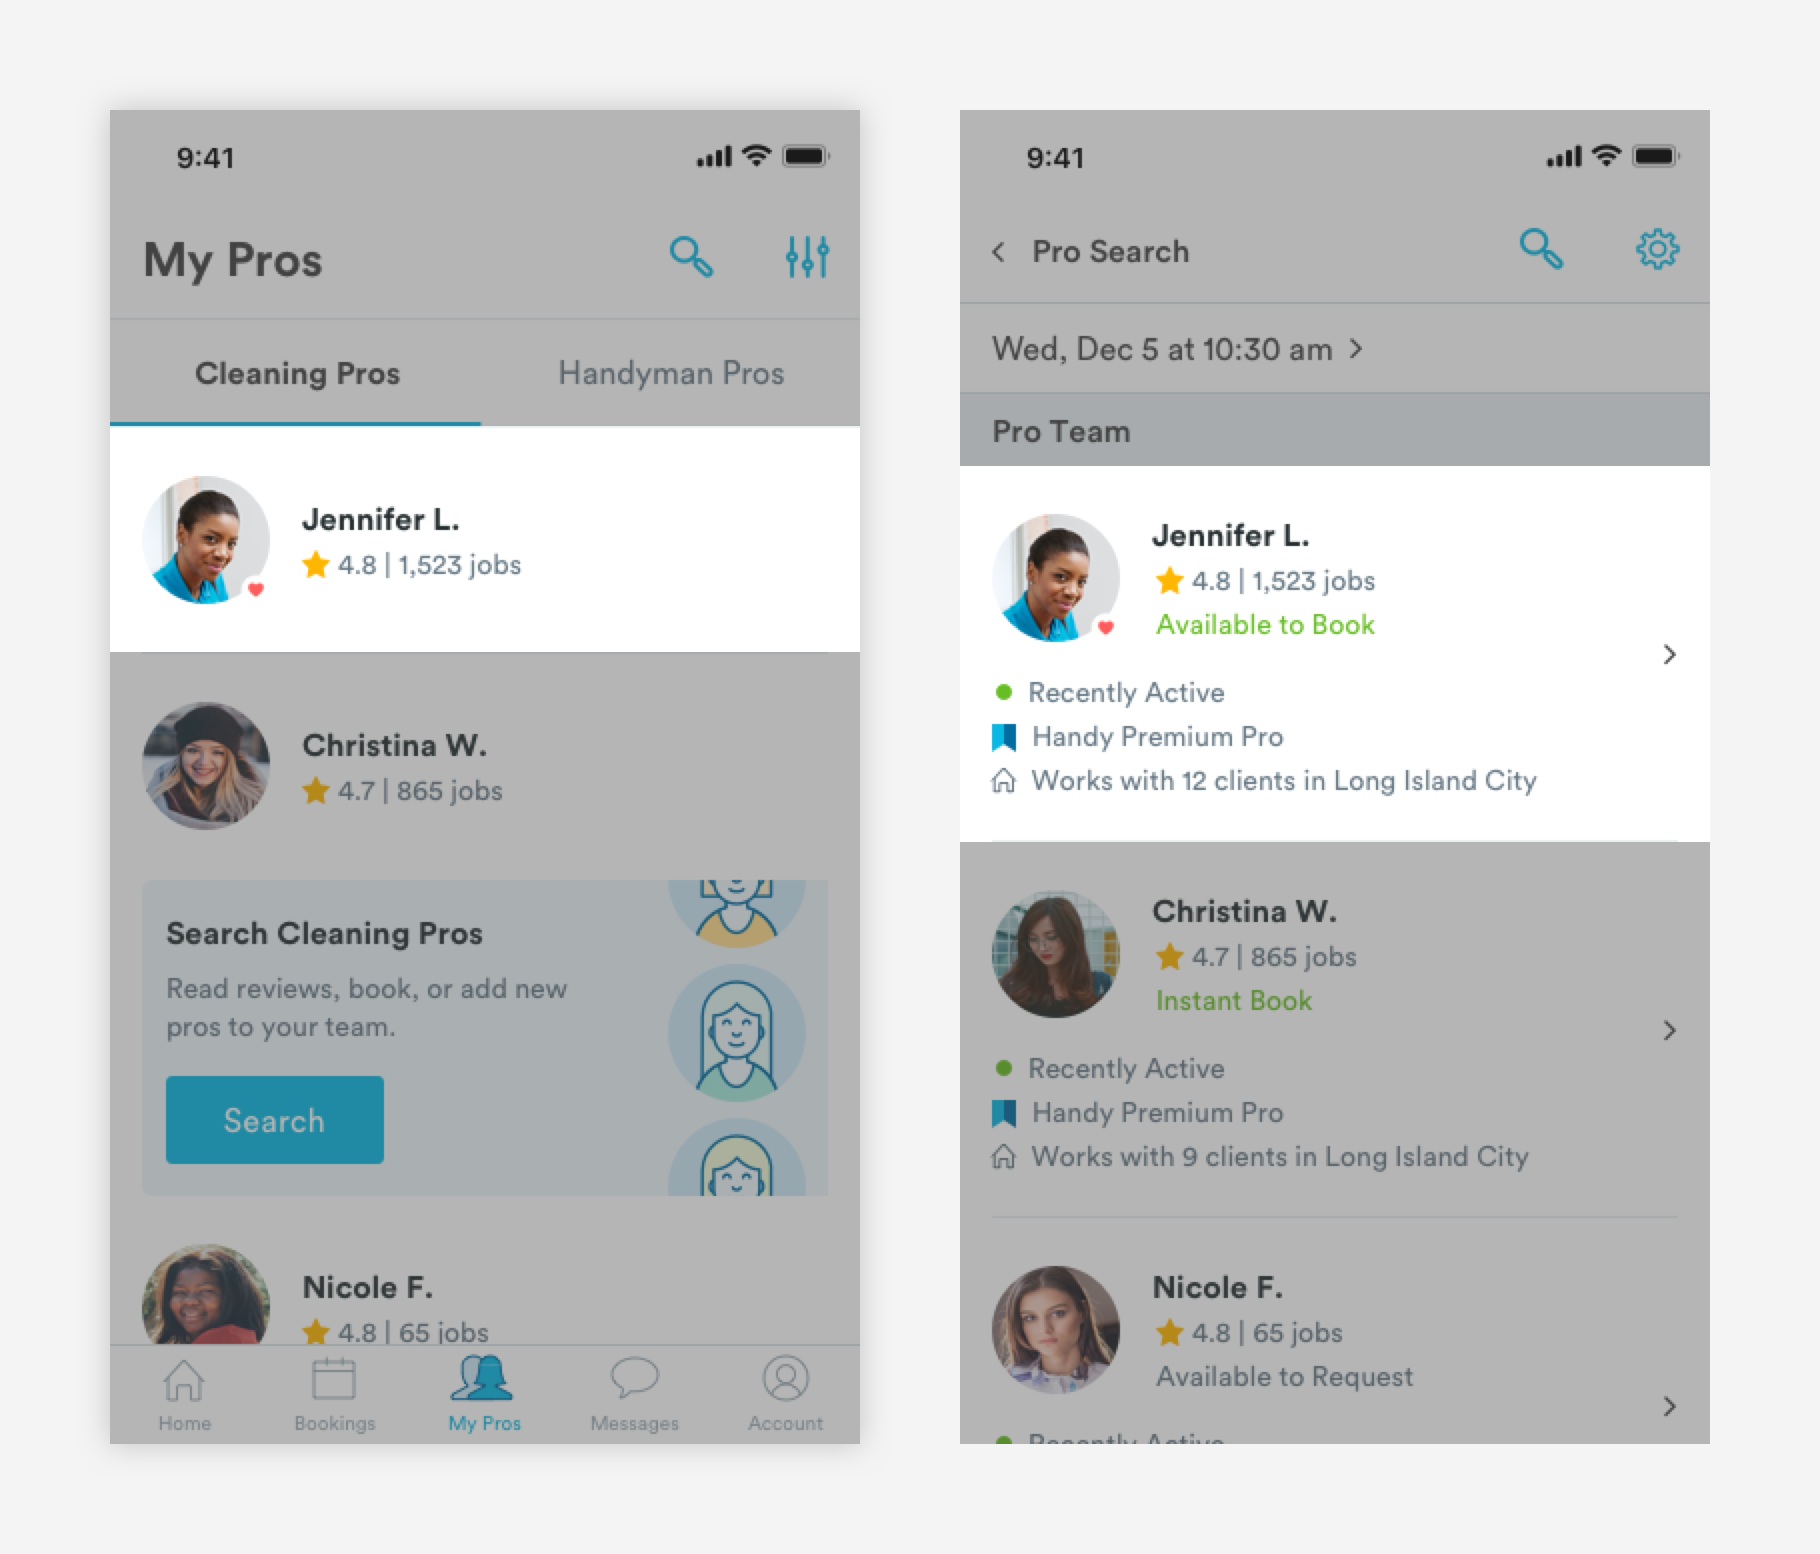 9:41
My Pros
Cleaning Pros
Handyman Pros
Jennifer L.
4.8 | 1,523 jobs
Christina W.
4.7 | 865 jobs
Search Cleaning Pros
Read reviews, book, or add new
pros to your team.
Search
Nicole F.
4.8 | 65 jobs
Home
Bookings
My Pros
Messages
Account
9:41
Pro Search
Wed, Dec 5 at 10:30 am
Pro Team
Jennifer L.
4.8 | 1,523 jobs
Available to Book
Recently Active
Handy Premium Pro
Works with 12 clients in Long Island City
Christina W.
4.7 | 865 jobs
Instant Book
Recently Active
Handy Premium Pro
Works with 9 clients in Long Island City
Nicole F.
4.8 | 65 jobs
Available to Request
Recently Active